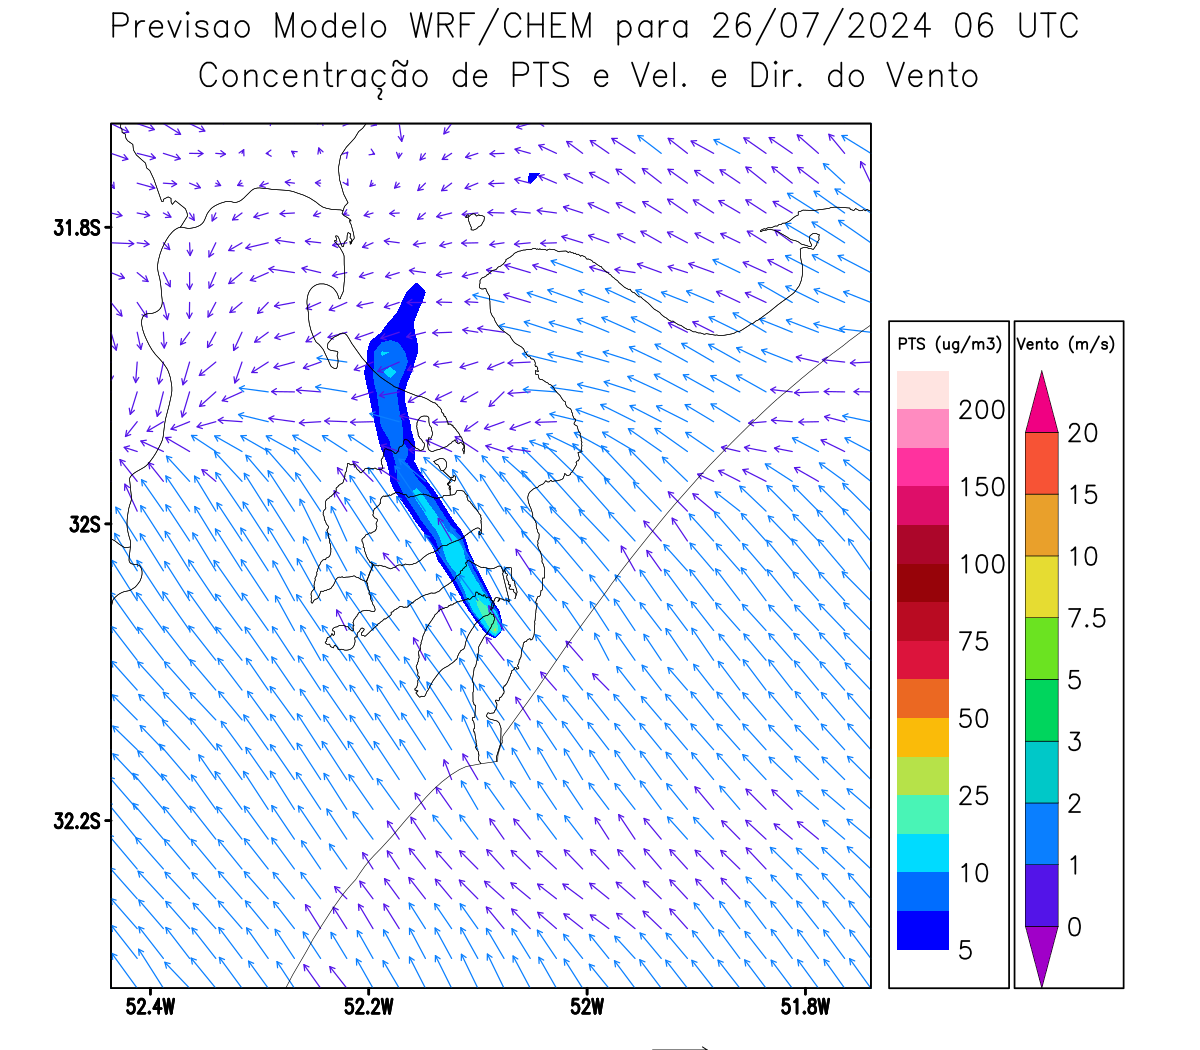 Previsao Modelo WRF/CHEM para 26/07/2024 06 UTC
Concentração de PTS e Vel. e Dir. do Vento
31.8S
32S
32.2S
52.4W 52.2W 52W 51.8W
PTS (ug/m3)
200
150
100
75
50
25
10
5
Vento (m/s)
20
15
10
7.5
5
3
2
1
0